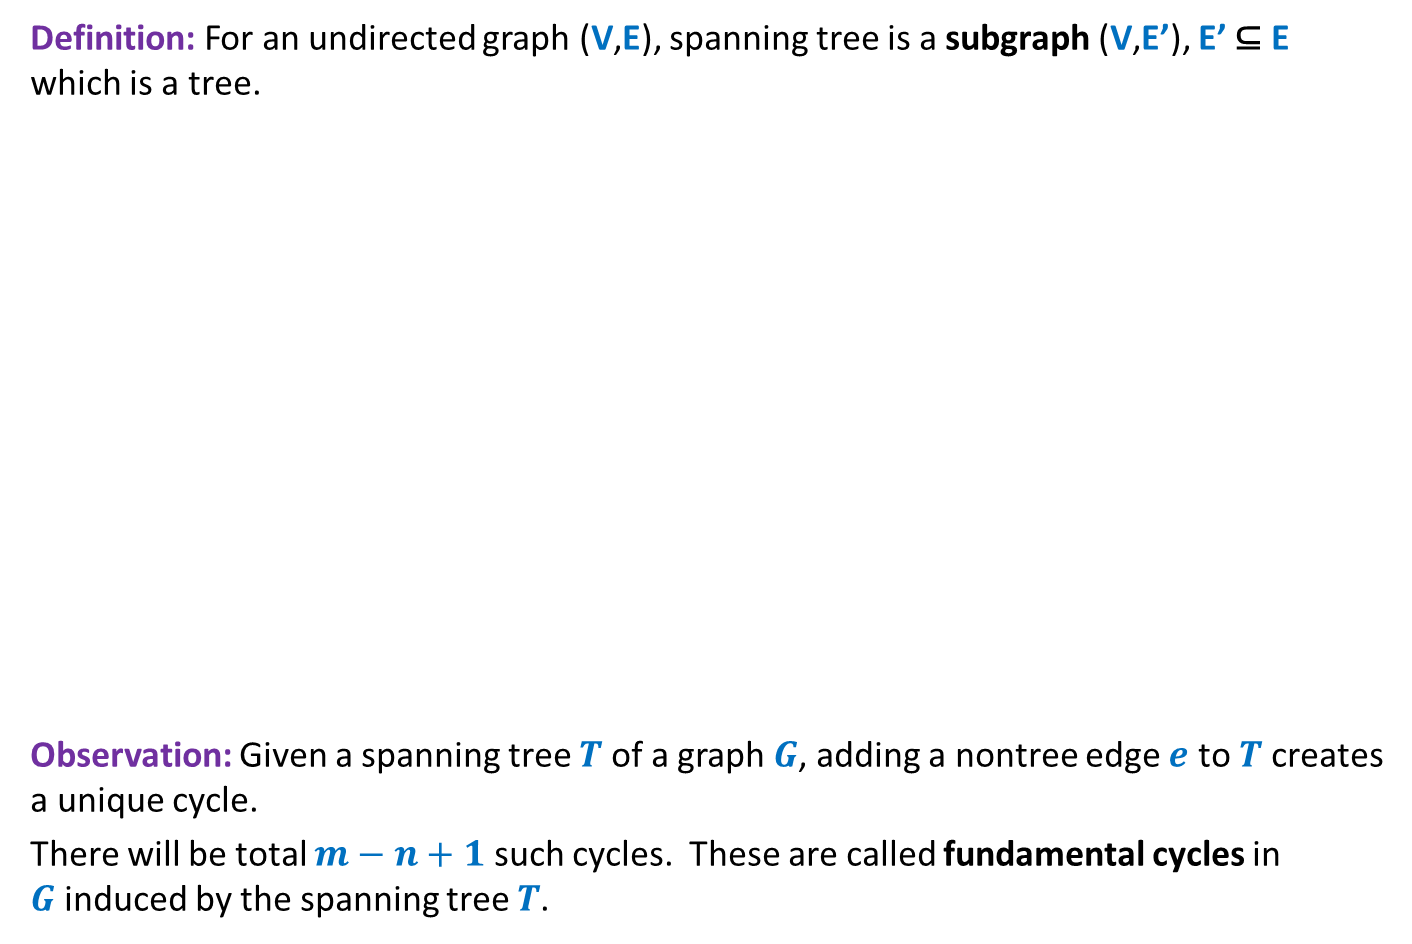 Definition: For an undirected graph (V,E), spanning tree is a subgraph (V,E’), E’ ⊆ E
which is a tree.
Observation: Given a spanning tree T of a graph G, adding a nontree edge e to T creates
a unique cycle.
There will be total m − n + 1 such cycles. These are called fundamental cycles in
G induced by the spanning tree T.